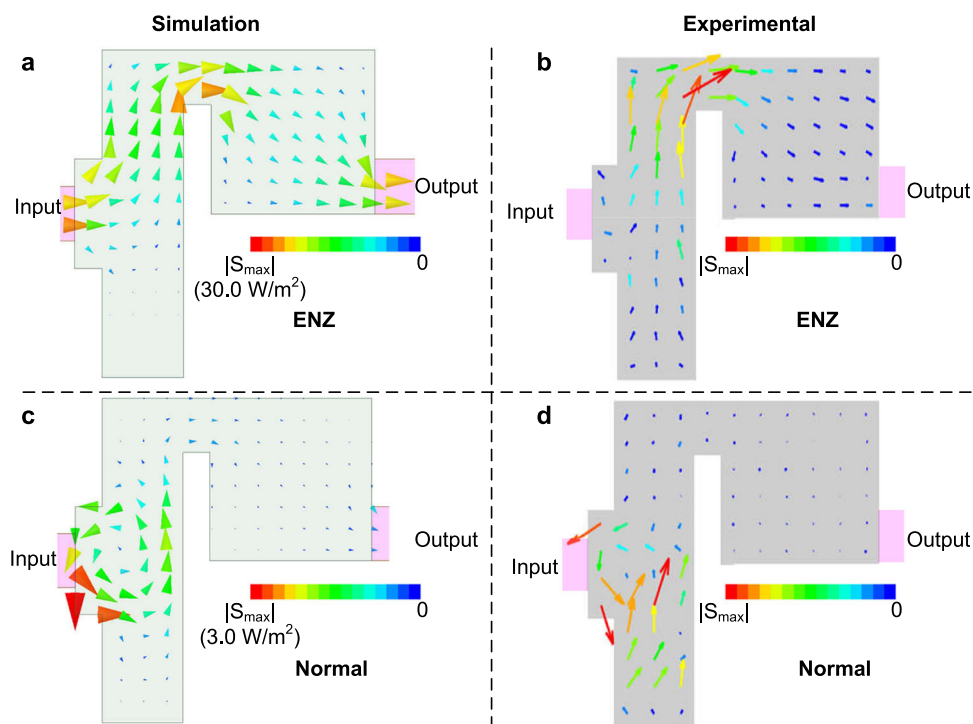 Simulation
Experimental
a
Input
Output
|Sₘₐₓ|
0
(30.0 W/m²)
ENZ
b
Input
Output
|Sₘₐₓ|
0
ENZ
c
Input
Output
|Sₘₐₓ|
0
(3.0 W/m²)
Normal
d
Input
Output
|Sₘₐₓ|
0
Normal